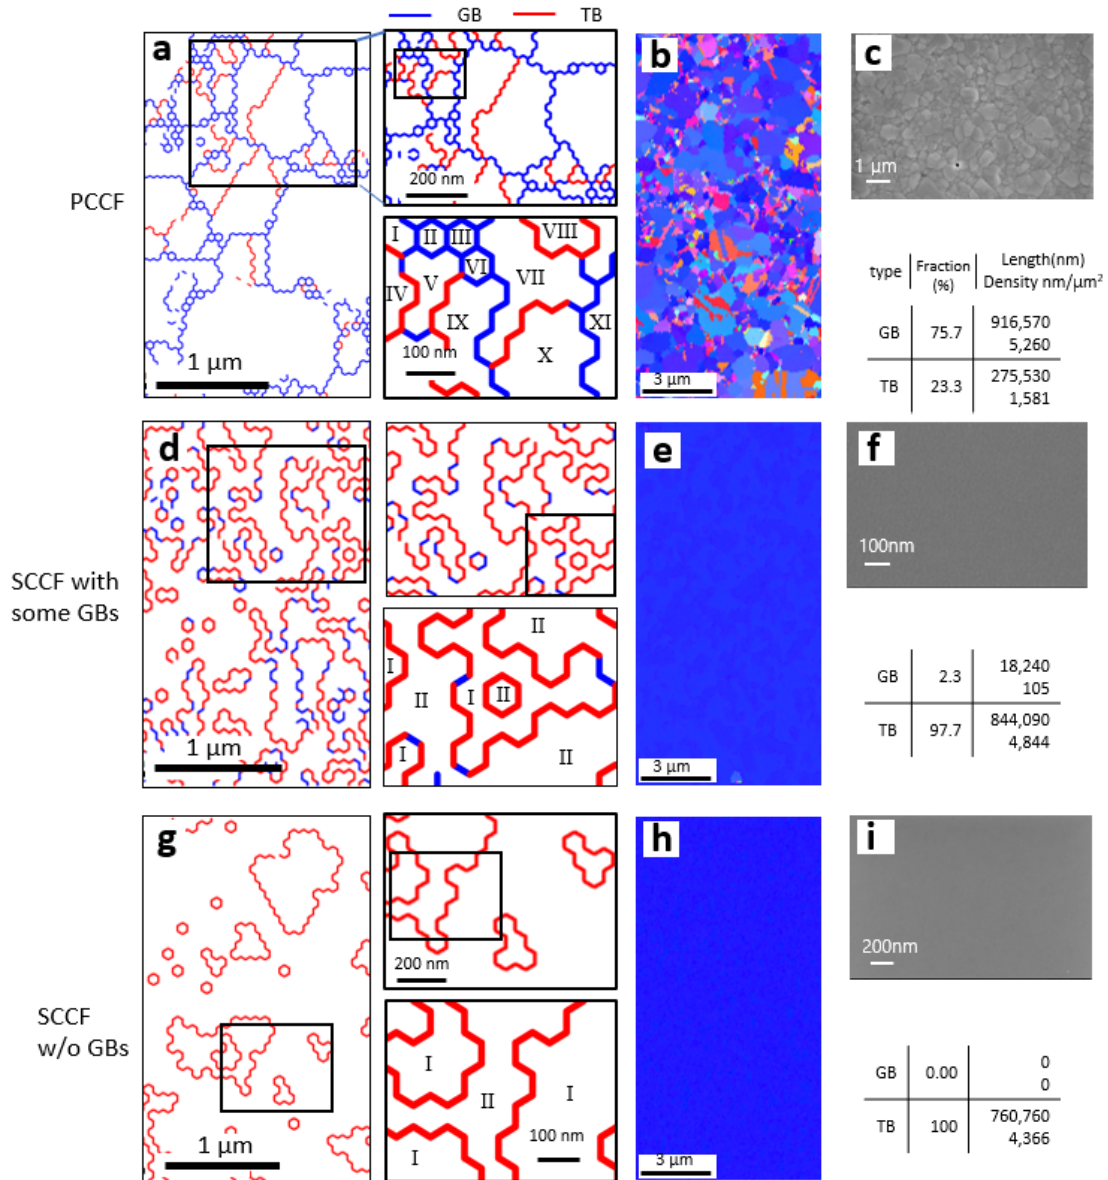 GB TB
PCCF
a
200 nm
1 µm
I II III VIII
VI
IV V VII
IX XI
100 nm X
b
3 µm
c
1 µm
type Fraction (%) Length(nm) Density nm/µm²
GB 75.7 916,570 5,260
TB 23.3 275,530 1,581
SCCF with
some GBs
d
1 µm
II
I II I II
I II
e
3 µm
f
100nm
GB 2.3 18,240 105
TB 97.7 844,090 4,844
SCCF
w/o GBs
g
1 µm
200 nm
I
II I
I 100 nm
h
3 µm
i
200nm
GB 0.00 0 0
TB 100 760,760 4,366